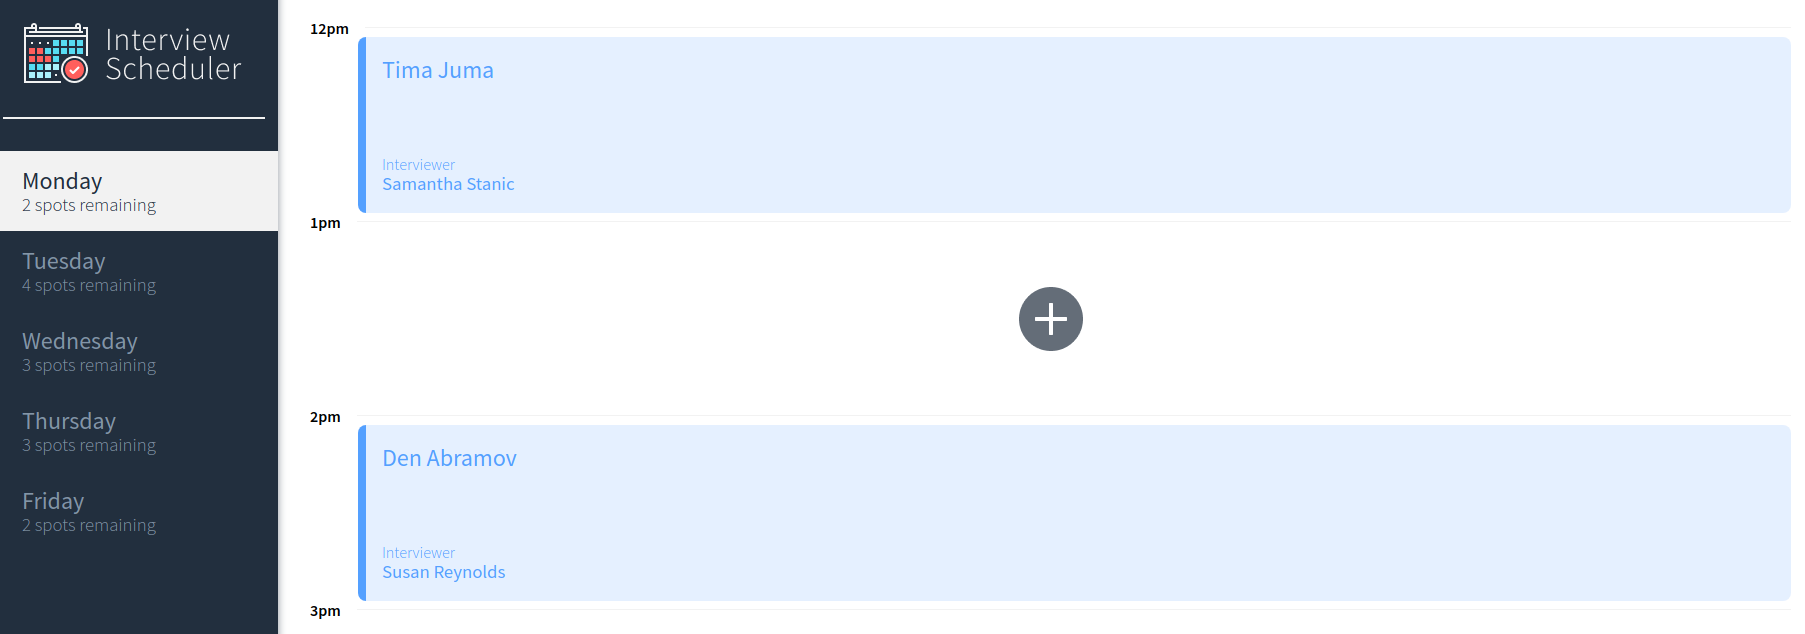 Interview
Scheduler
Monday
2 spots remaining
Tuesday
4 spots remaining
Wednesday
3 spots remaining
Thursday
3 spots remaining
Friday
2 spots remaining
12pm
Tima Juma
Interviewer
Samantha Stanic
1pm
2pm
Den Abramov
Interviewer
Susan Reynolds
3pm